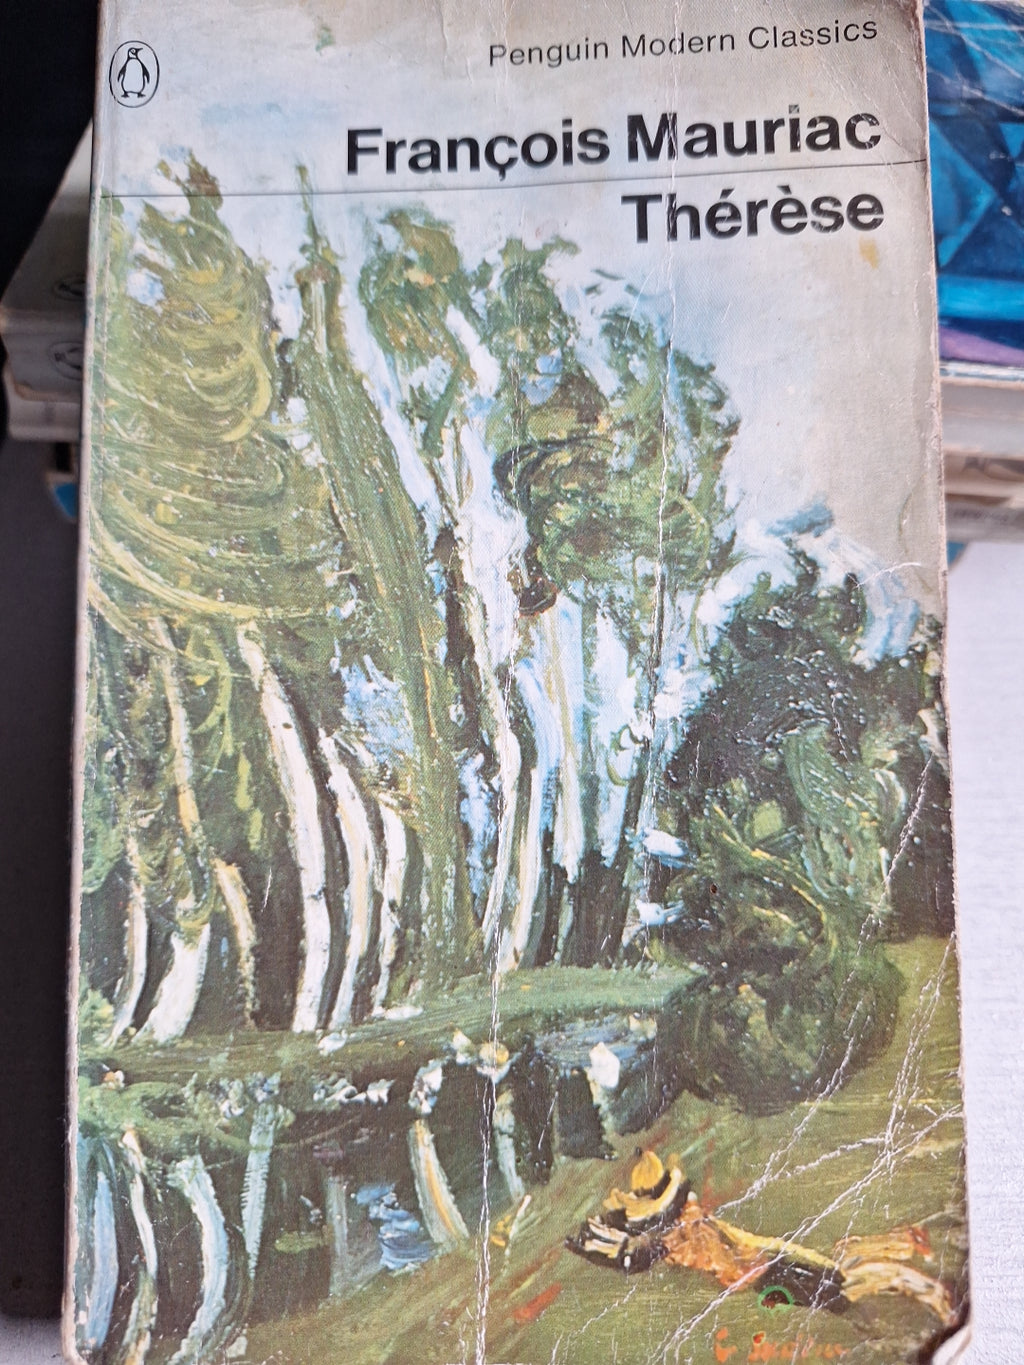 Penguin Modern Classics
François Mauriac
Thérèse